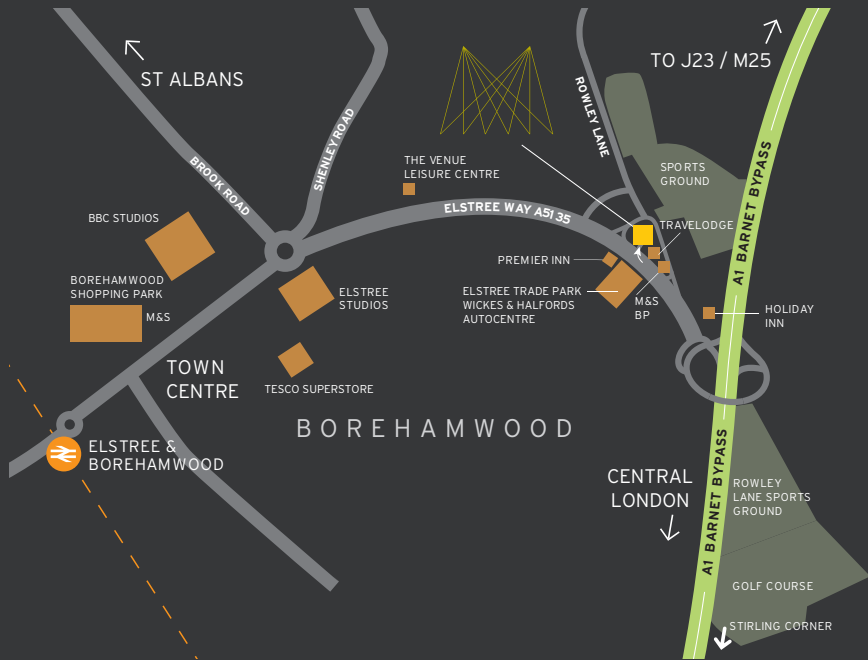 TO J23 / M25
ST ALBANS
ROWLEY LANE
SHENLEY ROAD
BROOK ROAD
THE VENUE
LEISURE CENTRE
SPORTS
GROUND
A1 BARNET BYPASS
ELSTREE WAY A5135
BBC STUDIOS
TRAVELODGE
PREMIER INN
BOREHAMWOOD
SHOPPING PARK
M&S
ELSTREE
STUDIOS
ELSTREE TRADE PARK
WICKES & HALFORDS
AUTOCENTRE
M&S
BP
HOLIDAY
INN
TOWN
CENTRE
TESCO SUPERSTORE
BOREHAMWOOD
ELSTREE &
BOREHAMWOOD
CENTRAL
LONDON
A1 BARNET BYPASS
ROWLEY
LANE SPORTS
GROUND
GOLF COURSE
STIRLING CORNER